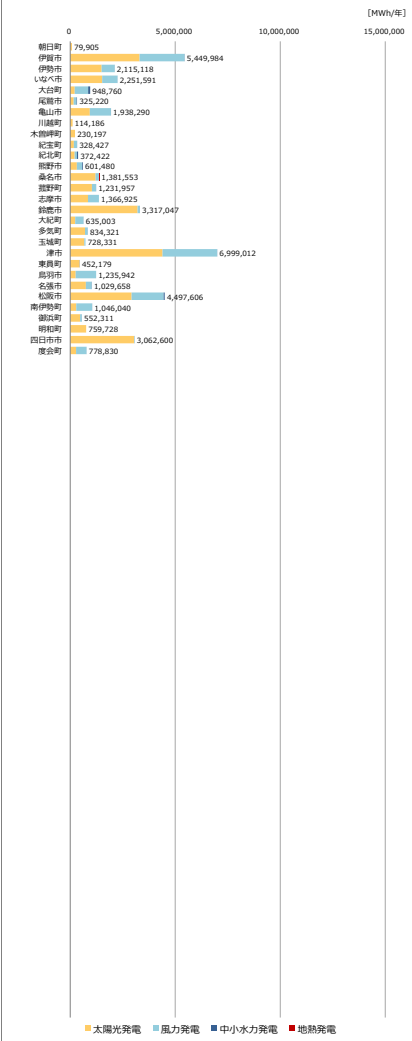 [MWh/年]
0 5,000,000 10,000,000 15,000,000
朝日町 79,905
伊賀市 5,449,984
伊勢市 2,115,118
いなべ市 2,251,591
大台町 948,760
尾鷲市 325,220
亀山市 1,938,290
川越町 114,186
木曽岬町 230,197
紀宝町 328,427
紀北町 372,422
熊野市 601,480
桑名市 1,381,553
菰野町 1,231,957
志摩市 1,366,925
鈴鹿市 3,317,047
大紀町 635,003
多気町 834,321
玉城町 728,331
津市 6,999,012
東員町 452,179
鳥羽市 1,235,942
名張市 1,029,658
松阪市 4,497,606
南伊勢町 1,046,040
御浜町 552,311
明和町 759,728
四日市市 3,062,600
度会町 778,830
太陽光発電 風力発電 中小水力発電 地熱発電